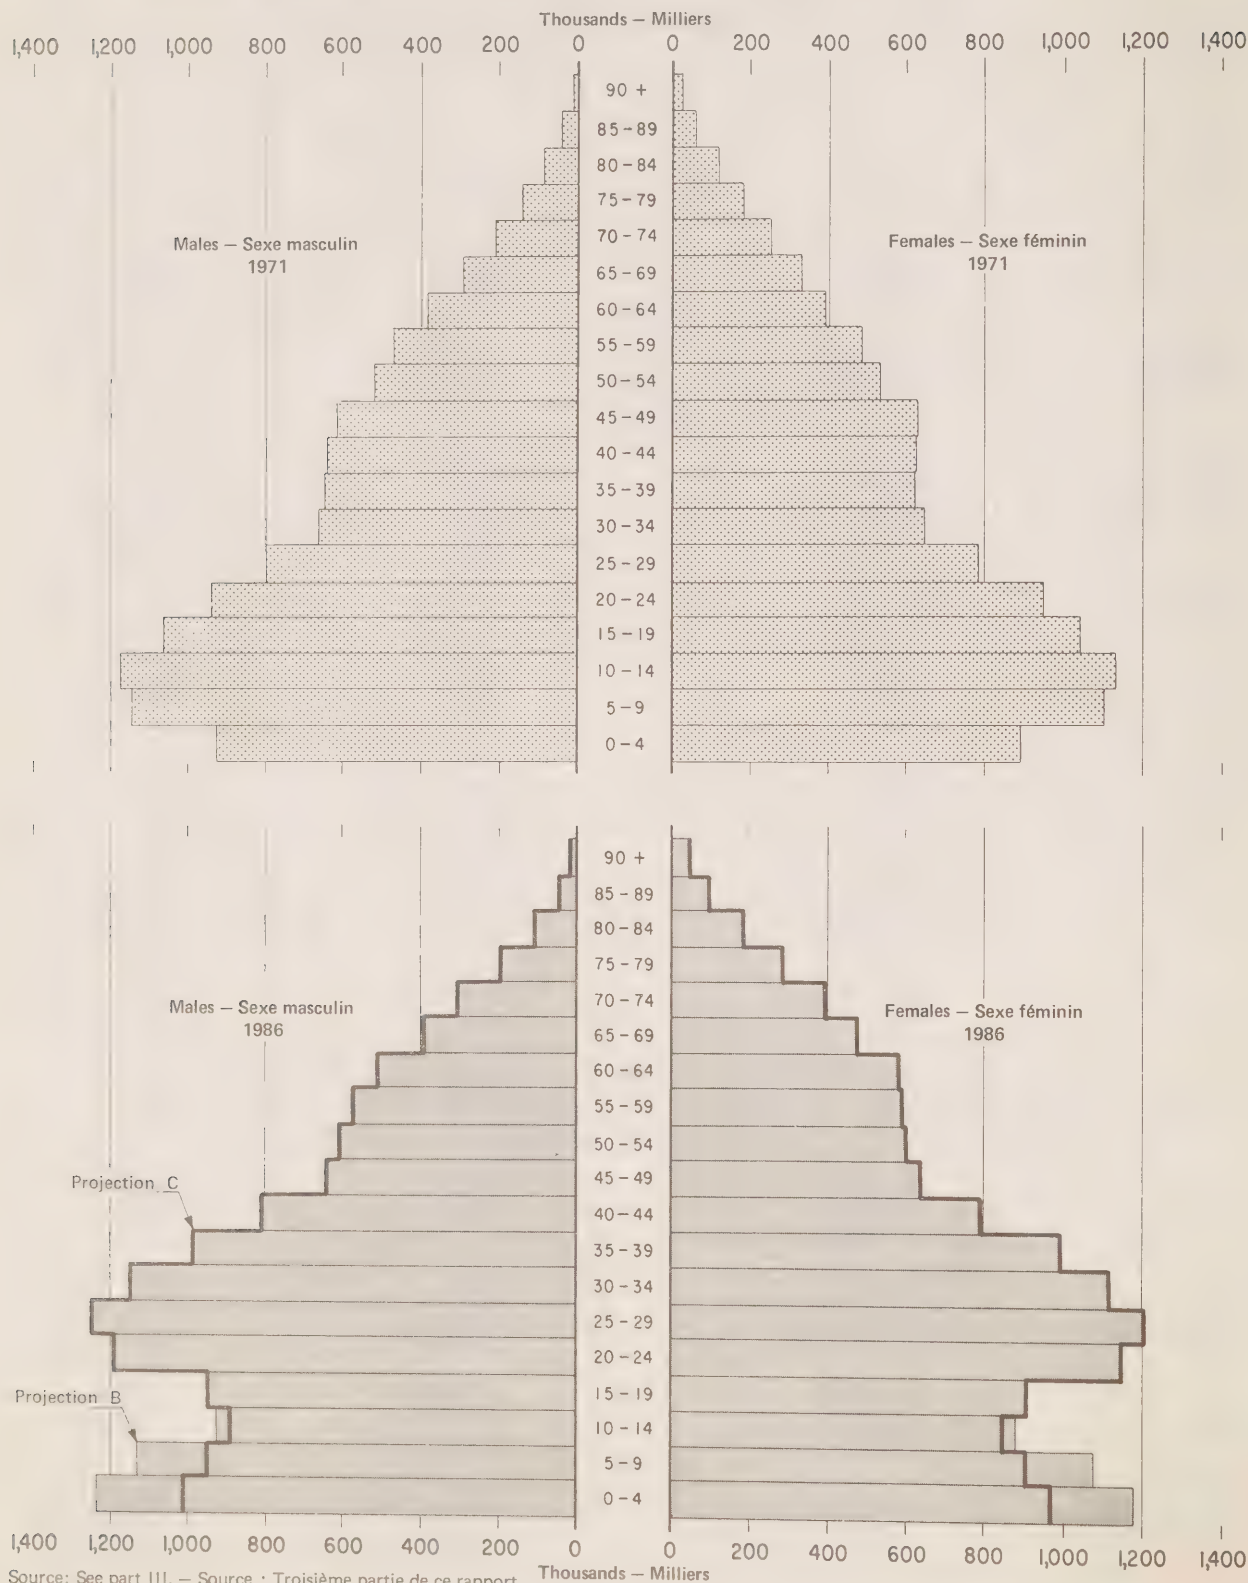 Thousands — Milliers
1,400 1,200 1,000 800 600 400 200 0 0 200 400 600 800 1,000 1,200 1,400
90 +
85 – 89
80 – 84
75 – 79
70 – 74
65 – 69
60 – 64
55 – 59
50 – 54
45 – 49
40 – 44
35 – 39
30 – 34
25 – 29
20 – 24
15 – 19
10 – 14
5 – 9
0 – 4
Males — Sexe masculin
1971
Females — Sexe féminin
1971
90 +
85 – 89
80 – 84
75 – 79
70 – 74
65 – 69
60 – 64
55 – 59
50 – 54
45 – 49
40 – 44
35 – 39
30 – 34
25 – 29
20 – 24
15 – 19
10 – 14
5 – 9
0 – 4
Males — Sexe masculin
1986
Females — Sexe féminin
1986
Projection C
Projection B
1,400 1,200 1,000 800 600 400 200 0 0 200 400 600 800 1,000 1,200 1,400
Thousands — Milliers
Source: See part III. — Source : Troisième partie de ce rapport